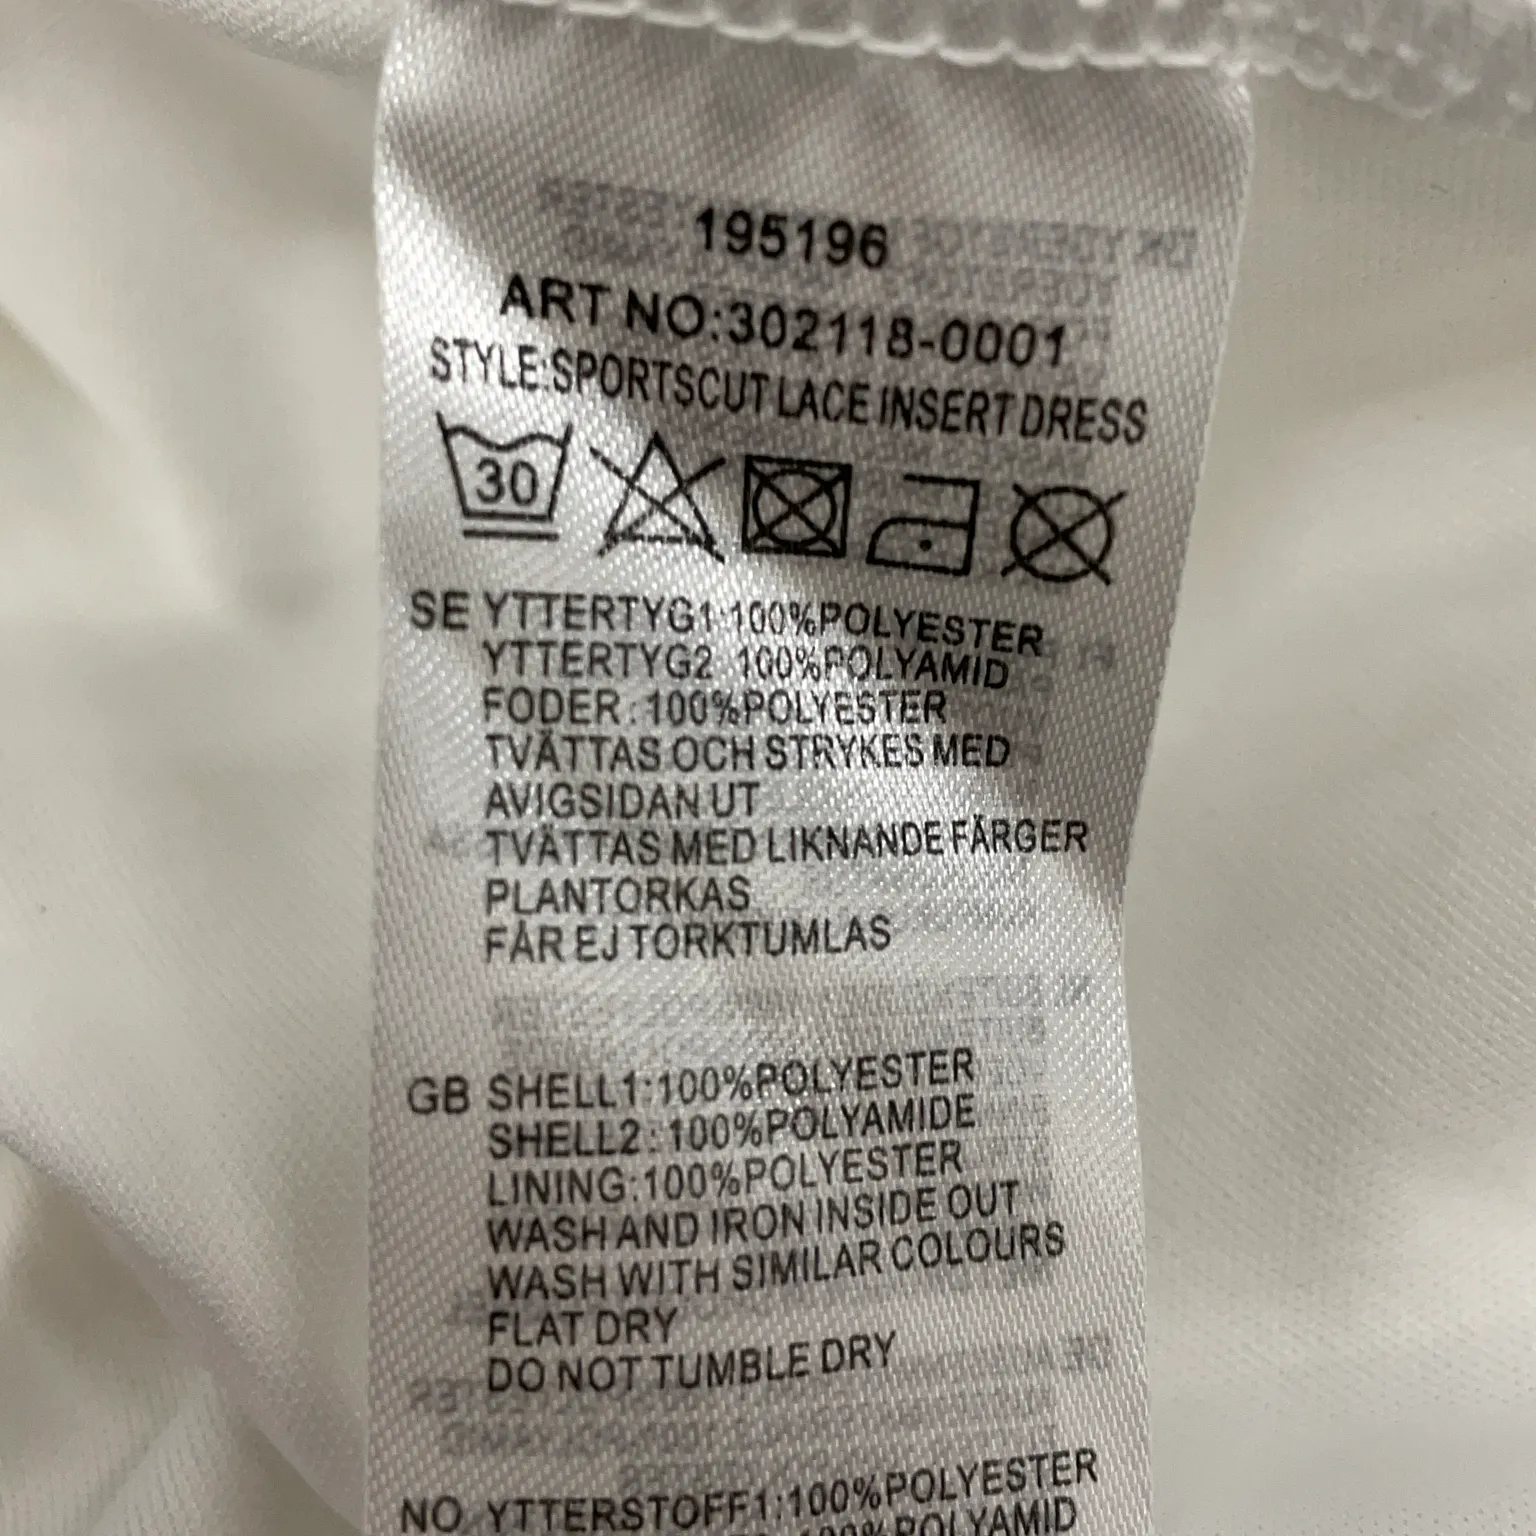 195196
ART NO:302118-0001
STYLE:SPORTSCUT LACE INSERT DRESS
30
SE YTTERTYG1:100%POLYESTER
YTTERTYG2 100%POLYAMID
FODER:100%POLYESTER
TVÄTTAS OCH STRYKES MED
AVIGSIDAN UT
TVÄTTAS MED LIKNANDE FÄRGER
PLANTORKAS
FÅR EJ TORKTUMLAS
GB SHELL1:100%POLYESTER
SHELL2:100%POLYAMIDE
LINING:100%POLYESTER
WASH AND IRON INSIDE OUT
WASH WITH SIMILAR COLOURS
FLAT DRY
DO NOT TUMBLE DRY
NO YTTERSTOFF1:100%POLYESTER
100%POLYAMID